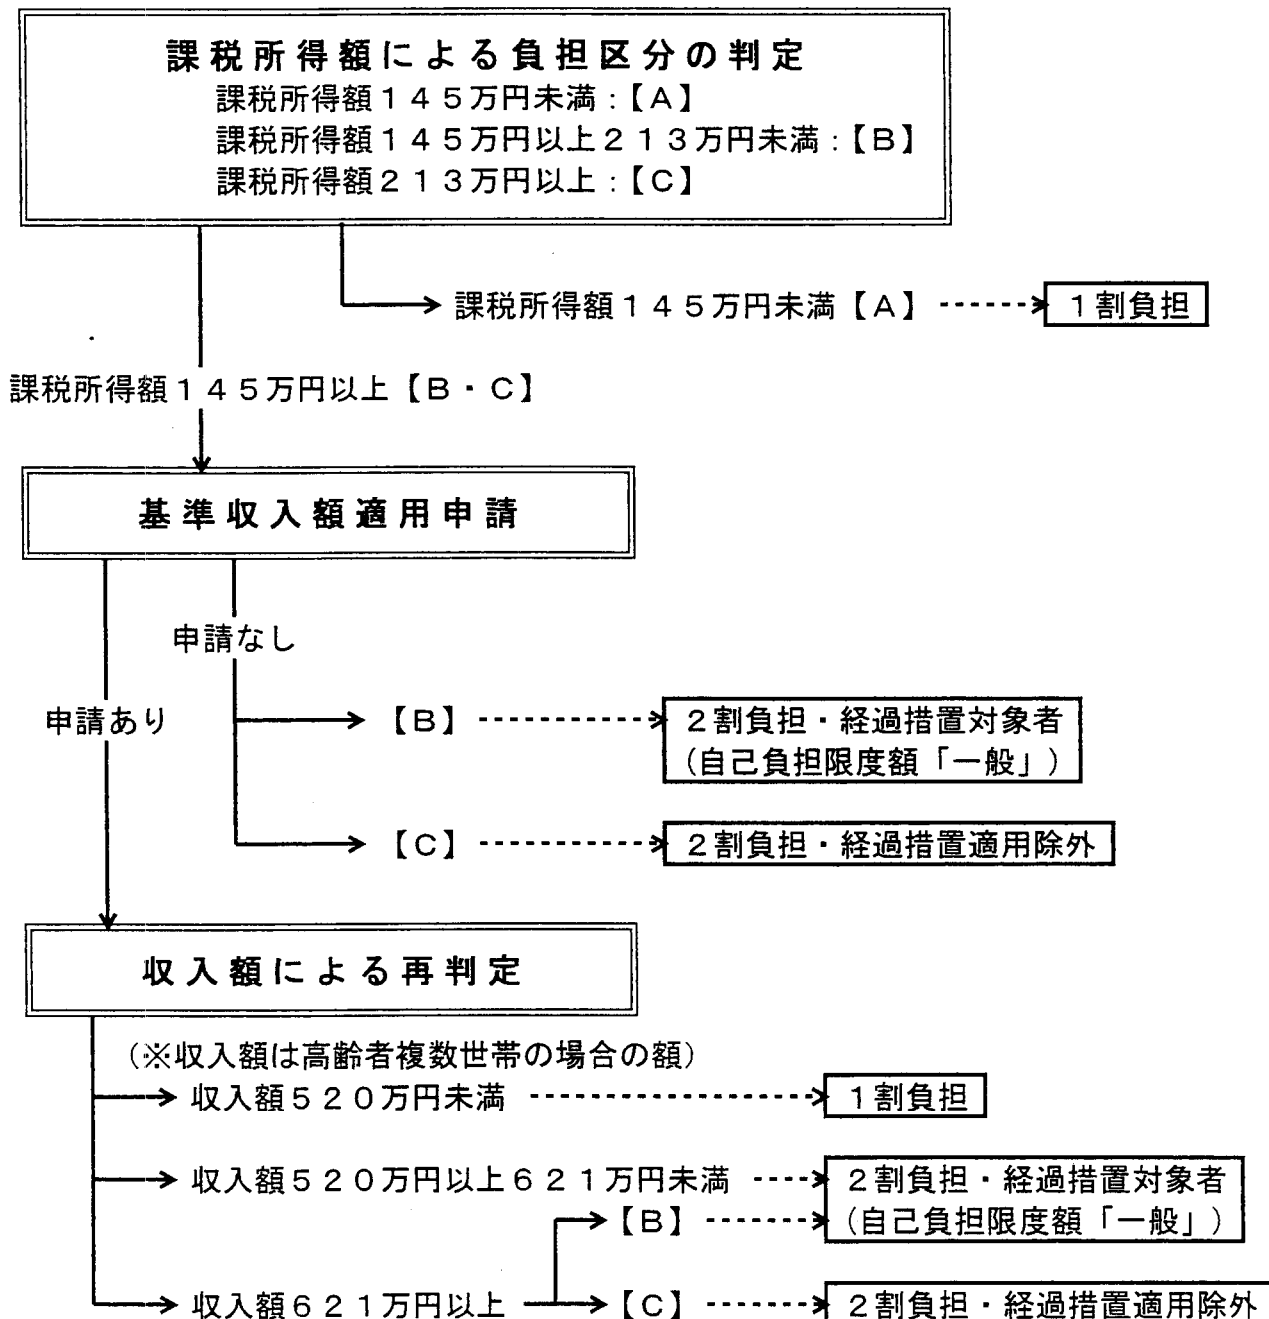 課税所得額による負担区分の判定
課税所得額145万円未満:【A】
課税所得額145万円以上213万円未満:【B】
課税所得額213万円以上:【C】
課税所得額145万円未満【A】
1割負担
課税所得額145万円以上【B・C】
基準収入額適用申請
申請なし
申請あり
【B】
2割負担・経過措置対象者
(自己負担限度額「一般」)
【C】
2割負担・経過措置適用除外
収入額による再判定
(※収入額は高齢者複数世帯の場合の額)
収入額520万円未満
1割負担
収入額520万円以上621万円未満
2割負担・経過措置対象者
【B】
(自己負担限度額「一般」)
収入額621万円以上
【C】
2割負担・経過措置適用除外